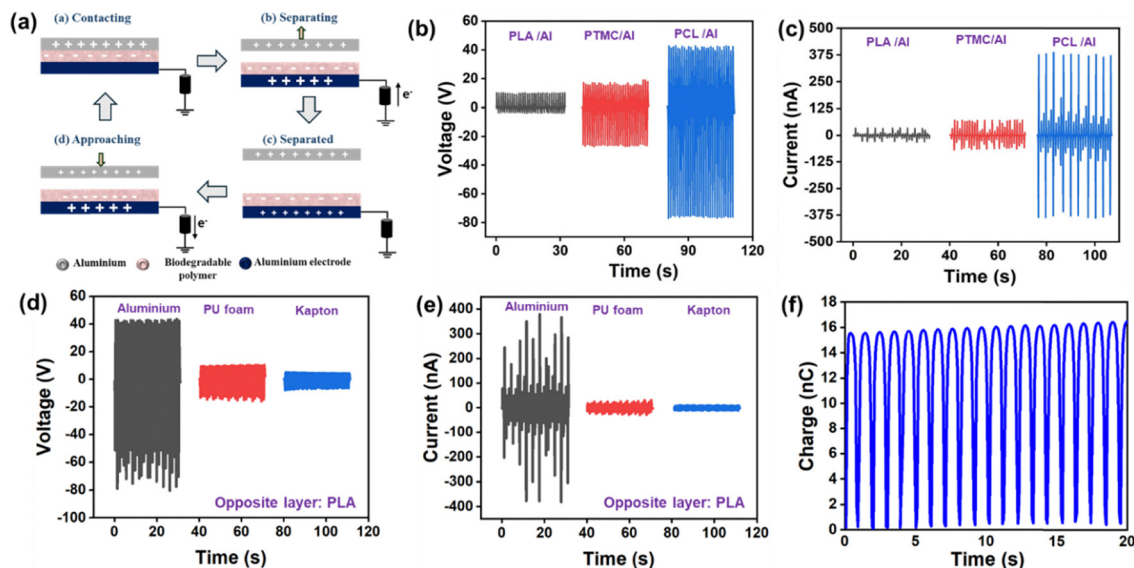 (a)
(a) Contacting
(b) Separating
e-
(d) Approaching
(c) Separated
e-
Aluminium
Biodegradable
polymer
Aluminium electrode
(b)
PLA /Al
PTMC/Al
PCL /Al
60
40
20
0
-20
-40
-60
-80
Voltage (V)
0
30
60
90
120
Time (s)
(c)
PLA /Al
PTMC/Al
PCL /Al
500
375
250
125
0
-125
-250
-375
-500
Current (nA)
0
20
40
60
80
100
Time (s)
(d)
Aluminium
PU foam
Kapton
60
40
20
0
-20
-40
-60
-80
-100
Voltage (V)
Opposite layer: PLA
0
20
40
60
80
100
120
Time (s)
(e)
Aluminium
PU foam
Kapton
400
300
200
100
0
-100
-200
-300
-400
Current (nA)
Opposite layer: PLA
0
20
40
60
80
100
120
Time (s)
(f)
18
16
14
12
10
8
6
4
2
0
Charge (nC)
0
5
10
15
20
Time (s)